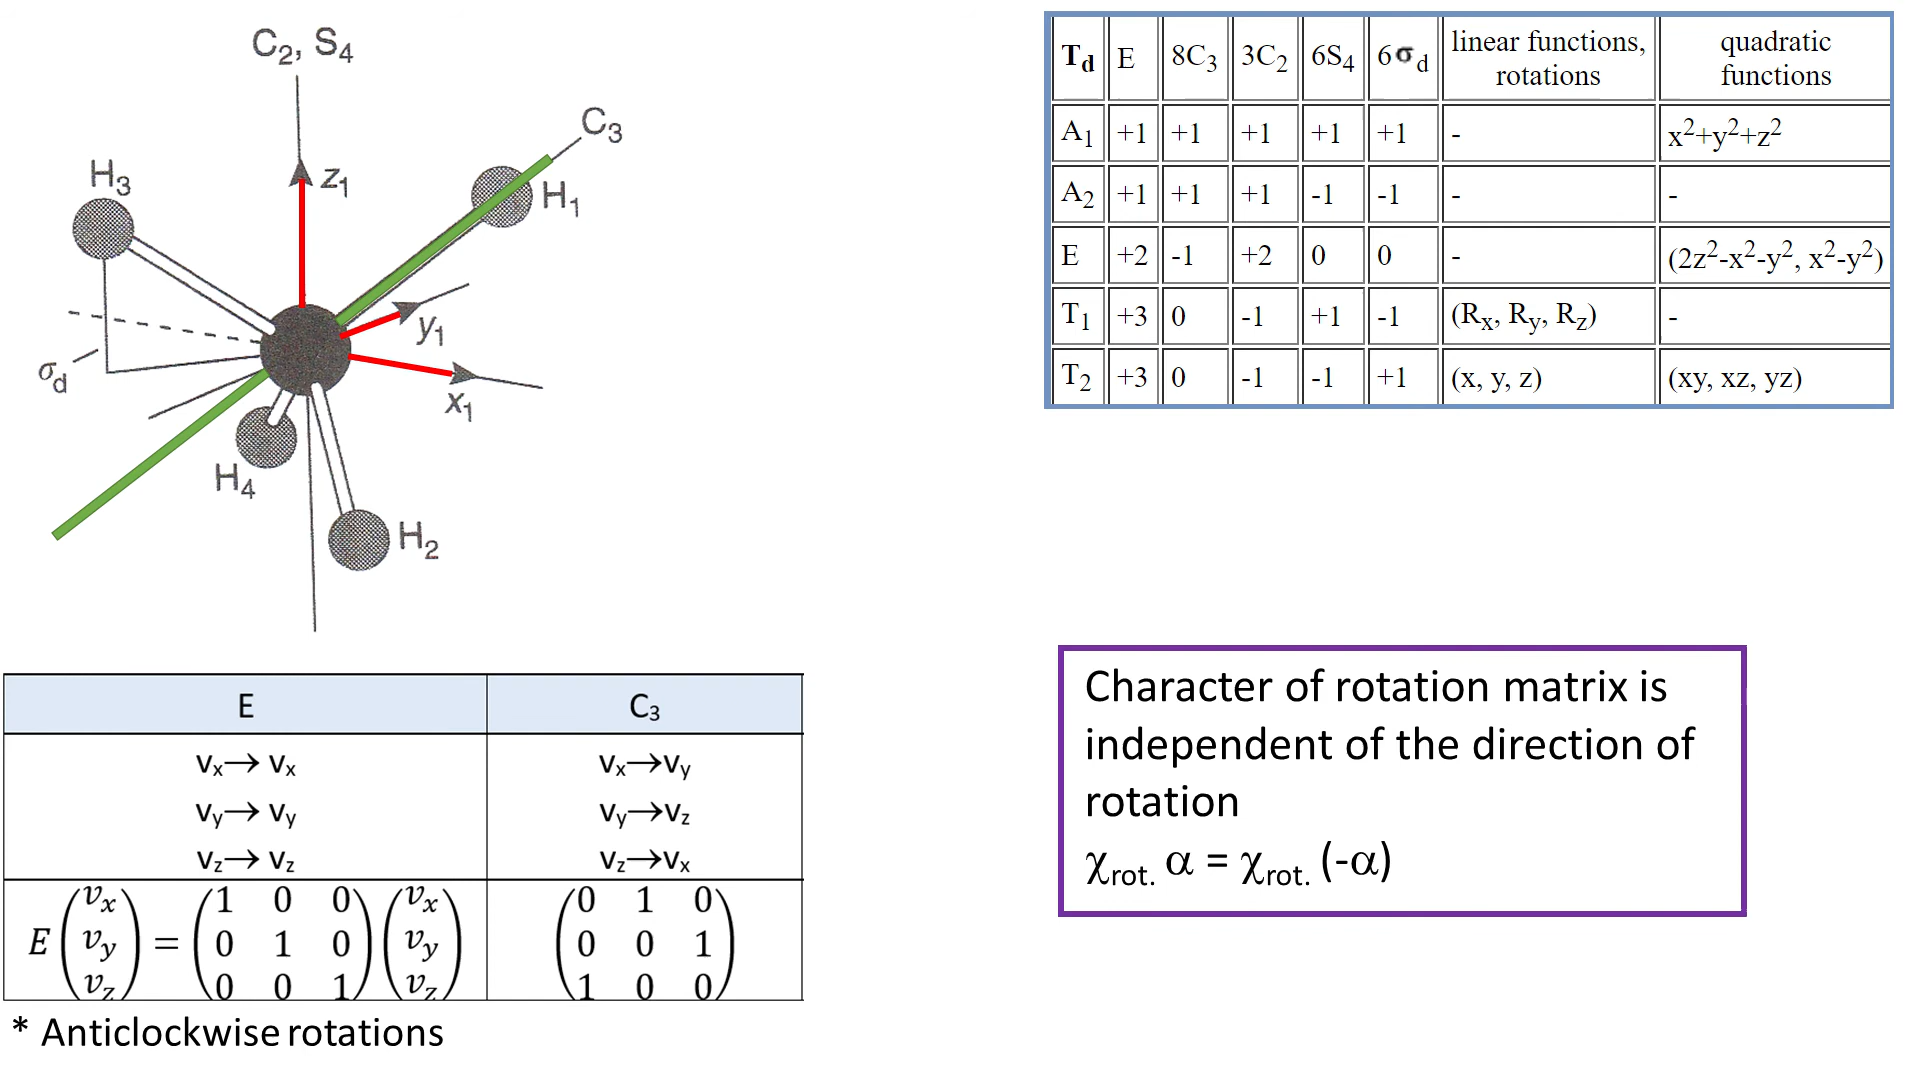 C₂, S₄
C₃
H₃
z₁
H₁
y₁
σd
x₁
H₄
H₂
Td E 8C₃ 3C₂ 6S₄ 6σd linear functions, rotations quadratic functions
A₁ +1 +1 +1 +1 +1 - x²+y²+z²
A₂ +1 +1 +1 -1 -1 - -
E +2 -1 +2 0 0 - (2z²-x²-y², x²-y²)
T₁ +3 0 -1 +1 -1 (Rx, Ry, Rz) -
T₂ +3 0 -1 -1 +1 (x, y, z) (xy, xz, yz)
E C₃
vx→ vx vx→vy
vy→ vy vy→vz
vz→ vz vz→vx
(vx) (1 0 0) (vx) (0 1 0)
E (vy) = (0 1 0) (vy) (0 0 1)
(vz) (0 0 1) (vz) (1 0 0)
* Anticlockwise rotations
Character of rotation matrix is
independent of the direction of
rotation
χrot. α = χrot. (-α)